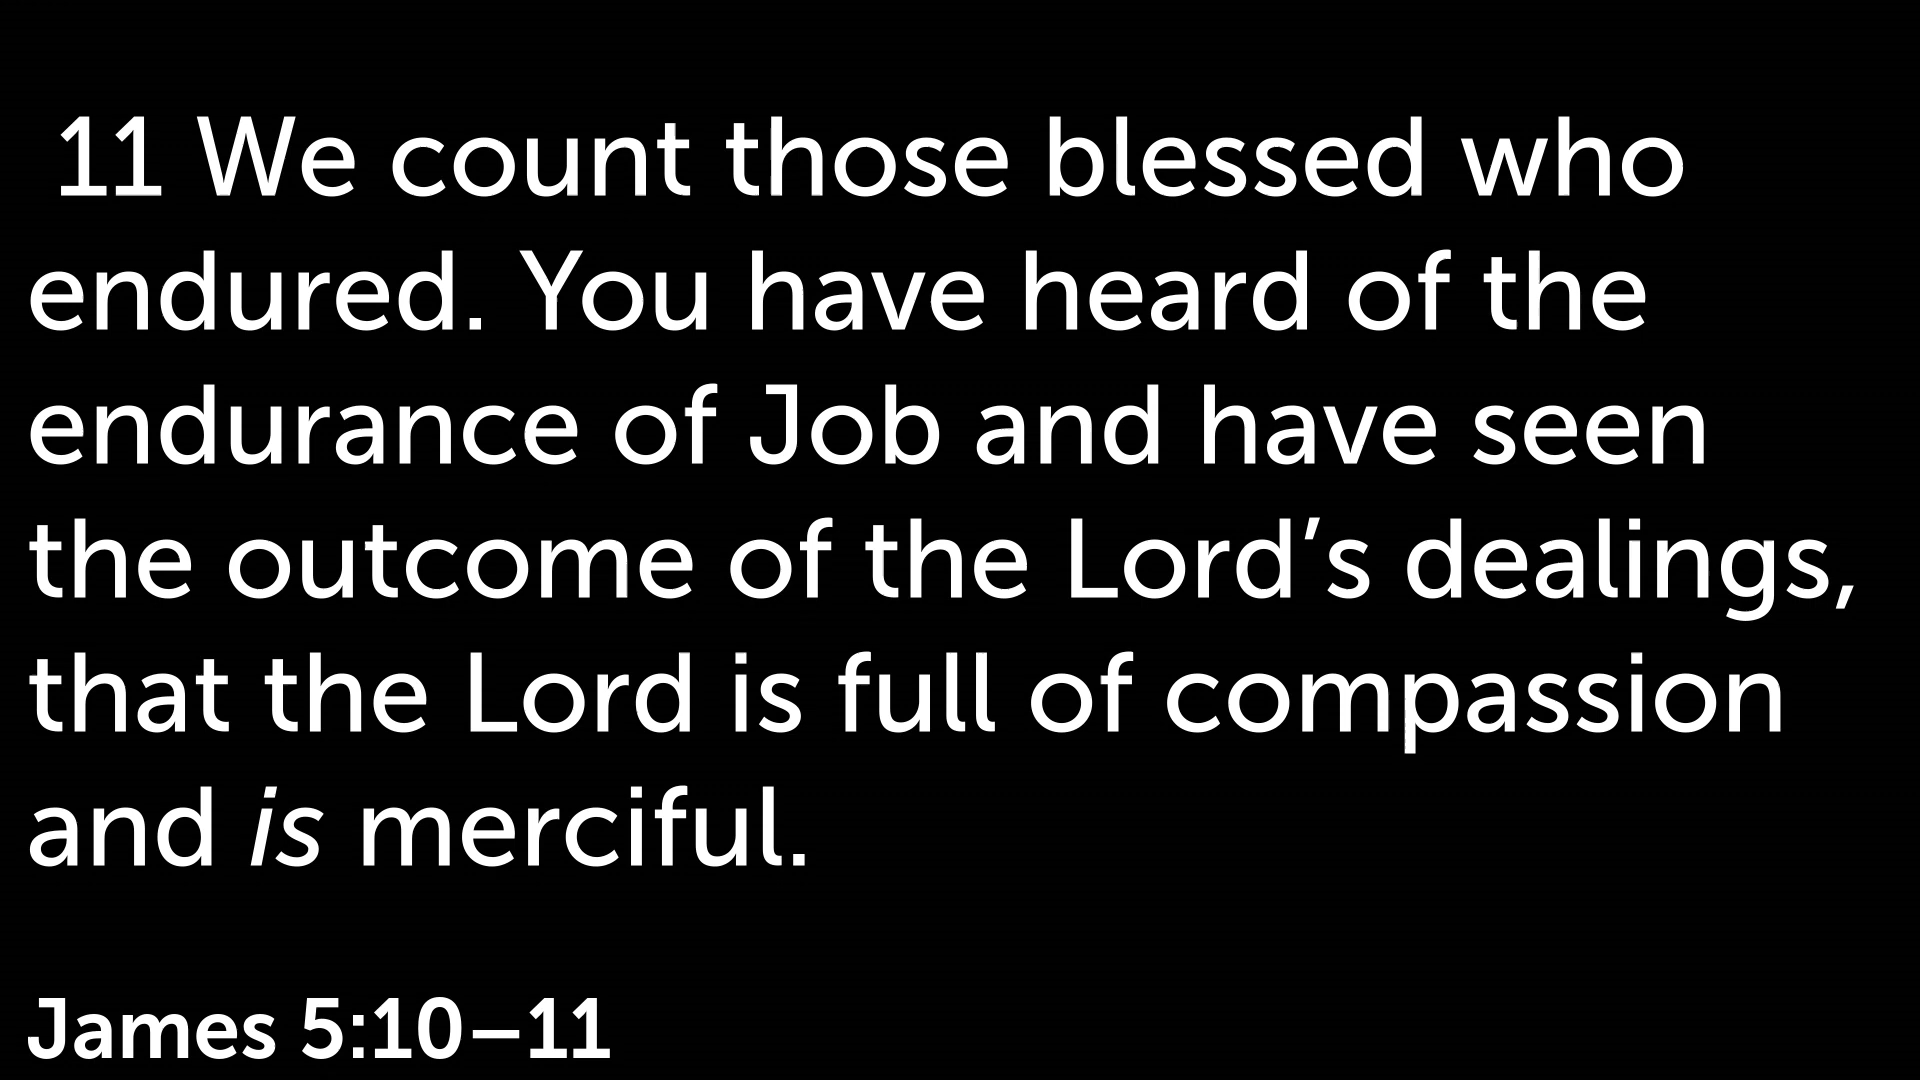 11 We count those blessed who
endured. You have heard of the
endurance of Job and have seen
the outcome of the Lord’s dealings,
that the Lord is full of compassion
and is merciful.
James 5:10–11